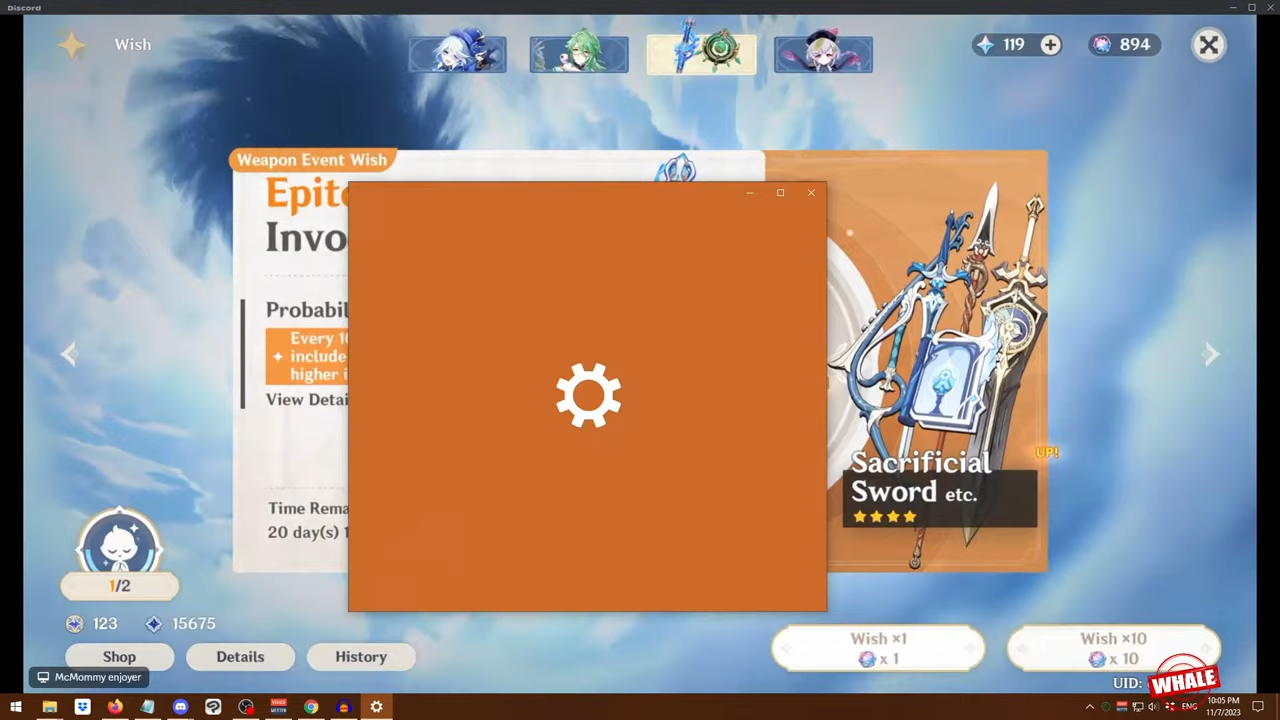 Discord
Wish
119
894
Weapon Event Wish
Epito
Invo
Probabil
Every 10
include
higher i
View Detai
Time Rema
20 day(s) 1
Sacrificial
Sword etc.
UP!
1/2
123
15675
Shop
Details
History
Wish ×1
x 1
Wish ×10
x 10
McMommy enjoyer
UID:
WHALE
ENG
10:05 PM
11/7/2023